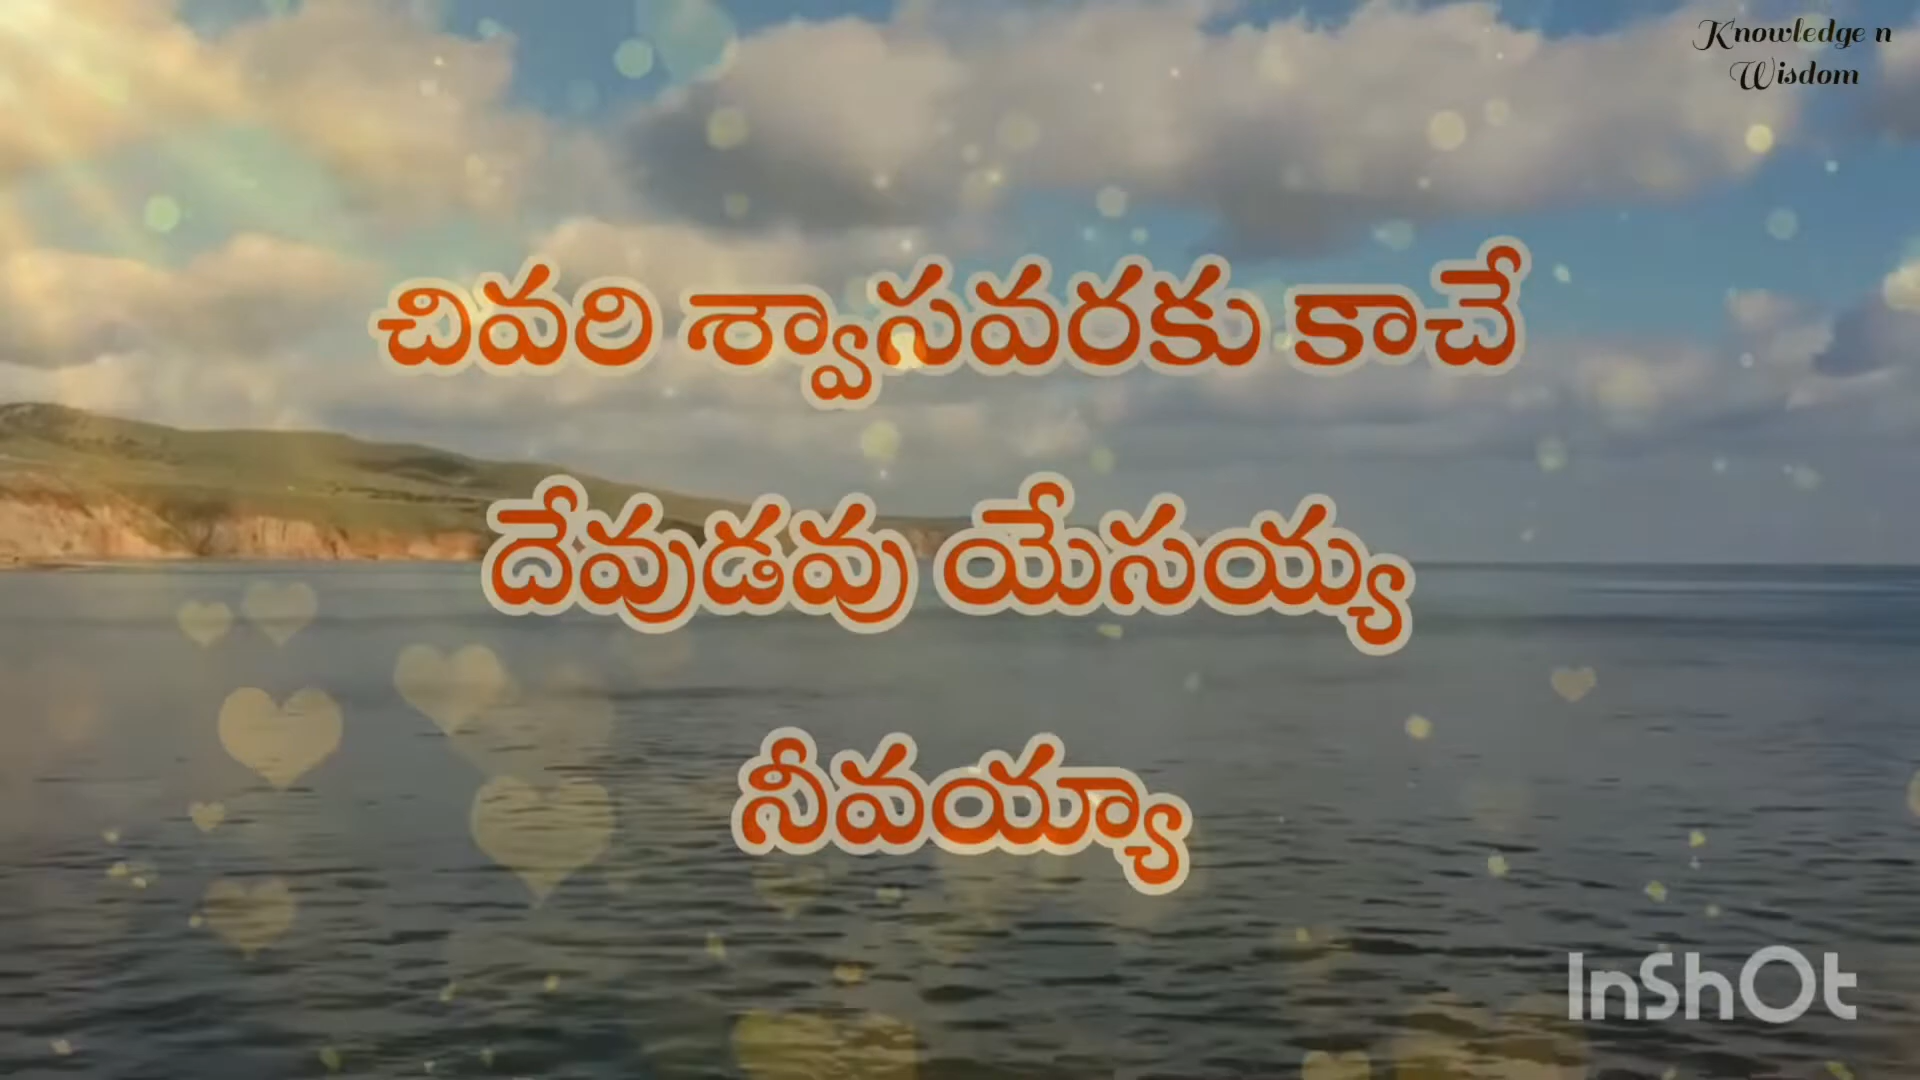 Knowledge n
Wisdom
చివరి శ్వాసవరకు కాచే
దేవుడవు యేసయ్య
నీవయ్యా
InShOt